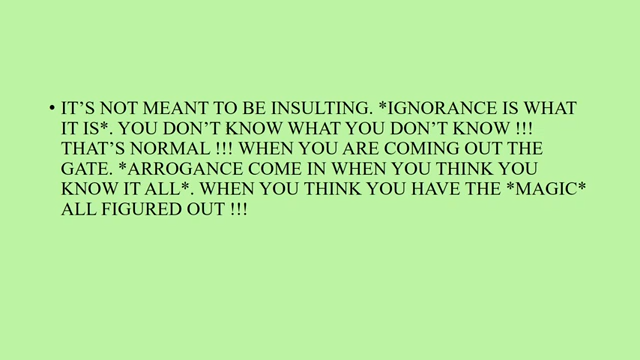 • IT’S NOT MEANT TO BE INSULTING. *IGNORANCE IS WHAT
IT IS*. YOU DON’T KNOW WHAT YOU DON’T KNOW !!!
THAT’S NORMAL !!! WHEN YOU ARE COMING OUT THE
GATE. *ARROGANCE COME IN WHEN YOU THINK YOU
KNOW IT ALL*. WHEN YOU THINK YOU HAVE THE *MAGIC*
ALL FIGURED OUT !!!